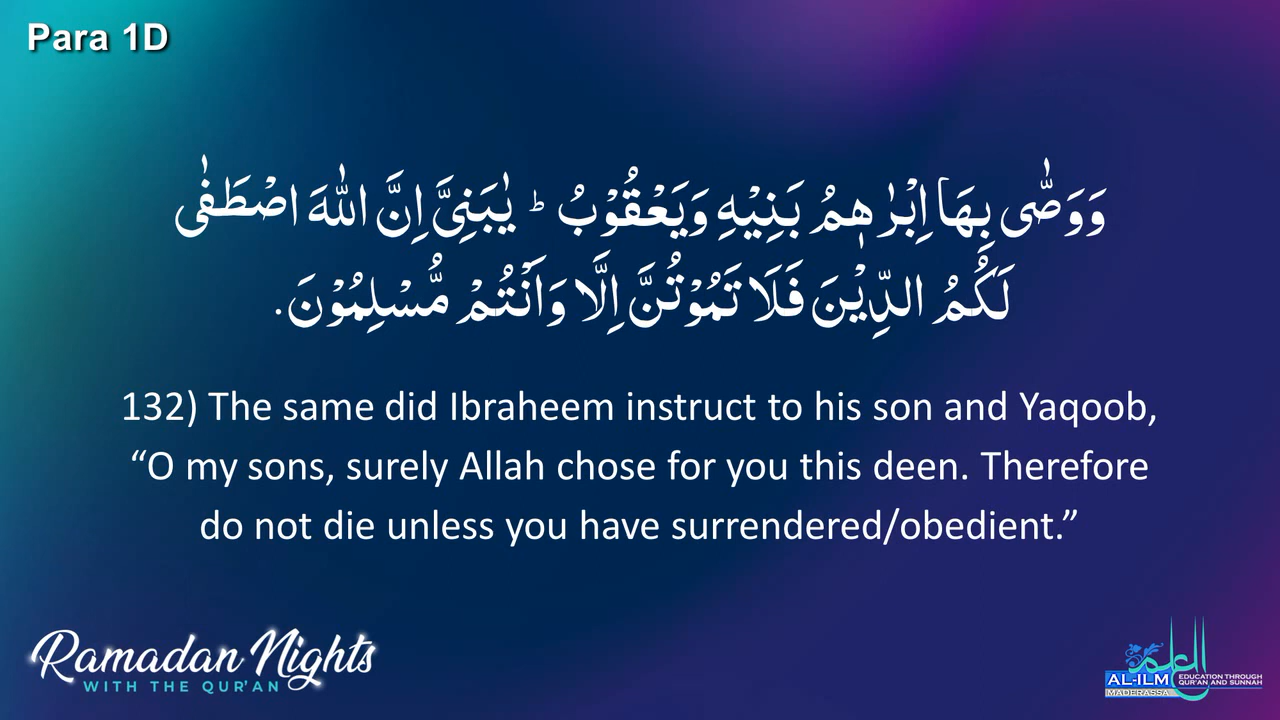 Para 1D
وَوَصّٰى بِهَاۤ اِبْرٰهٖمُ بَنِيْهِ وَيَعْقُوْبُ ؕ يٰبَنِىَّ اِنَّ اللّٰهَ اصْطَفٰى
لَكُمُ الدِّيْنَ فَلَا تَمُوْتُنَّ اِلَّا وَاَنْتُمْ مُّسْلِمُوْنَ.
132) The same did Ibraheem instruct to his son and Yaqoob,
“O my sons, surely Allah chose for you this deen. Therefore
do not die unless you have surrendered/obedient.”
Ramadan Nights
WITH THE QUR’AN
العلم
AL-ILM
MADERASSA
EDUCATION THROUGH
QUR’AN AND SUNNAH